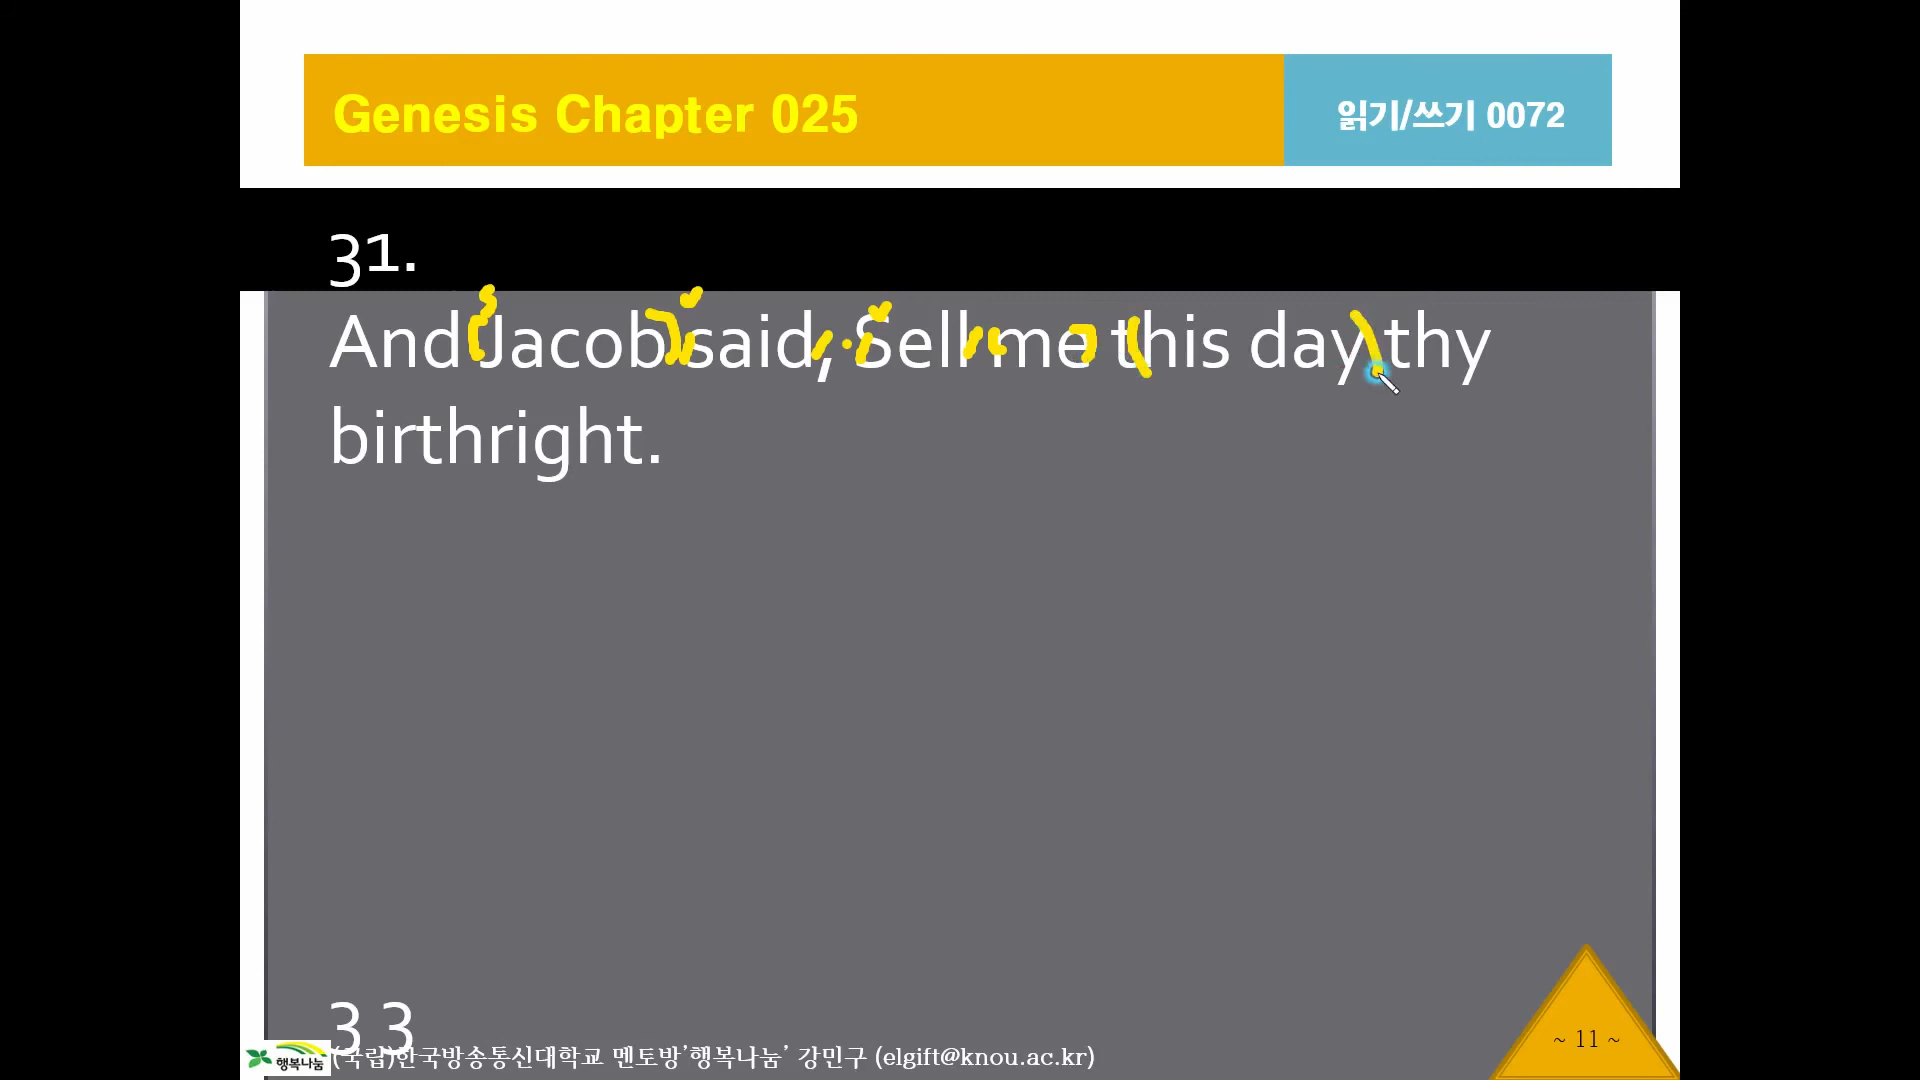 Genesis Chapter 025
읽기/쓰기 0072
31.
And Jacob said, Sell me this day thy
birthright.
3 3
행복나눔 (국립)한국방송통신대학교 멘토방’행복나눔’ 강민구 (elgift@knou.ac.kr)
~ 11 ~